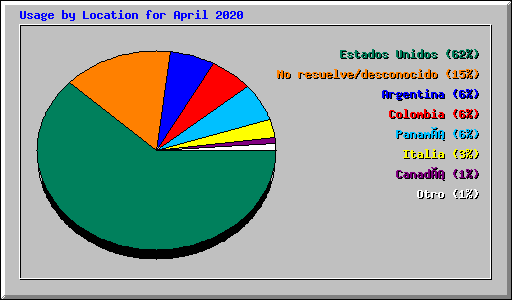 Usage by Location for April 2020
Estados Unidos (62%)
No resuelve/desconocido (15%)
Argentina (6%)
Colombia (6%)
PanamÃ¡ (6%)
Italia (3%)
CanadÃ¡ (1%)
Otro (1%)